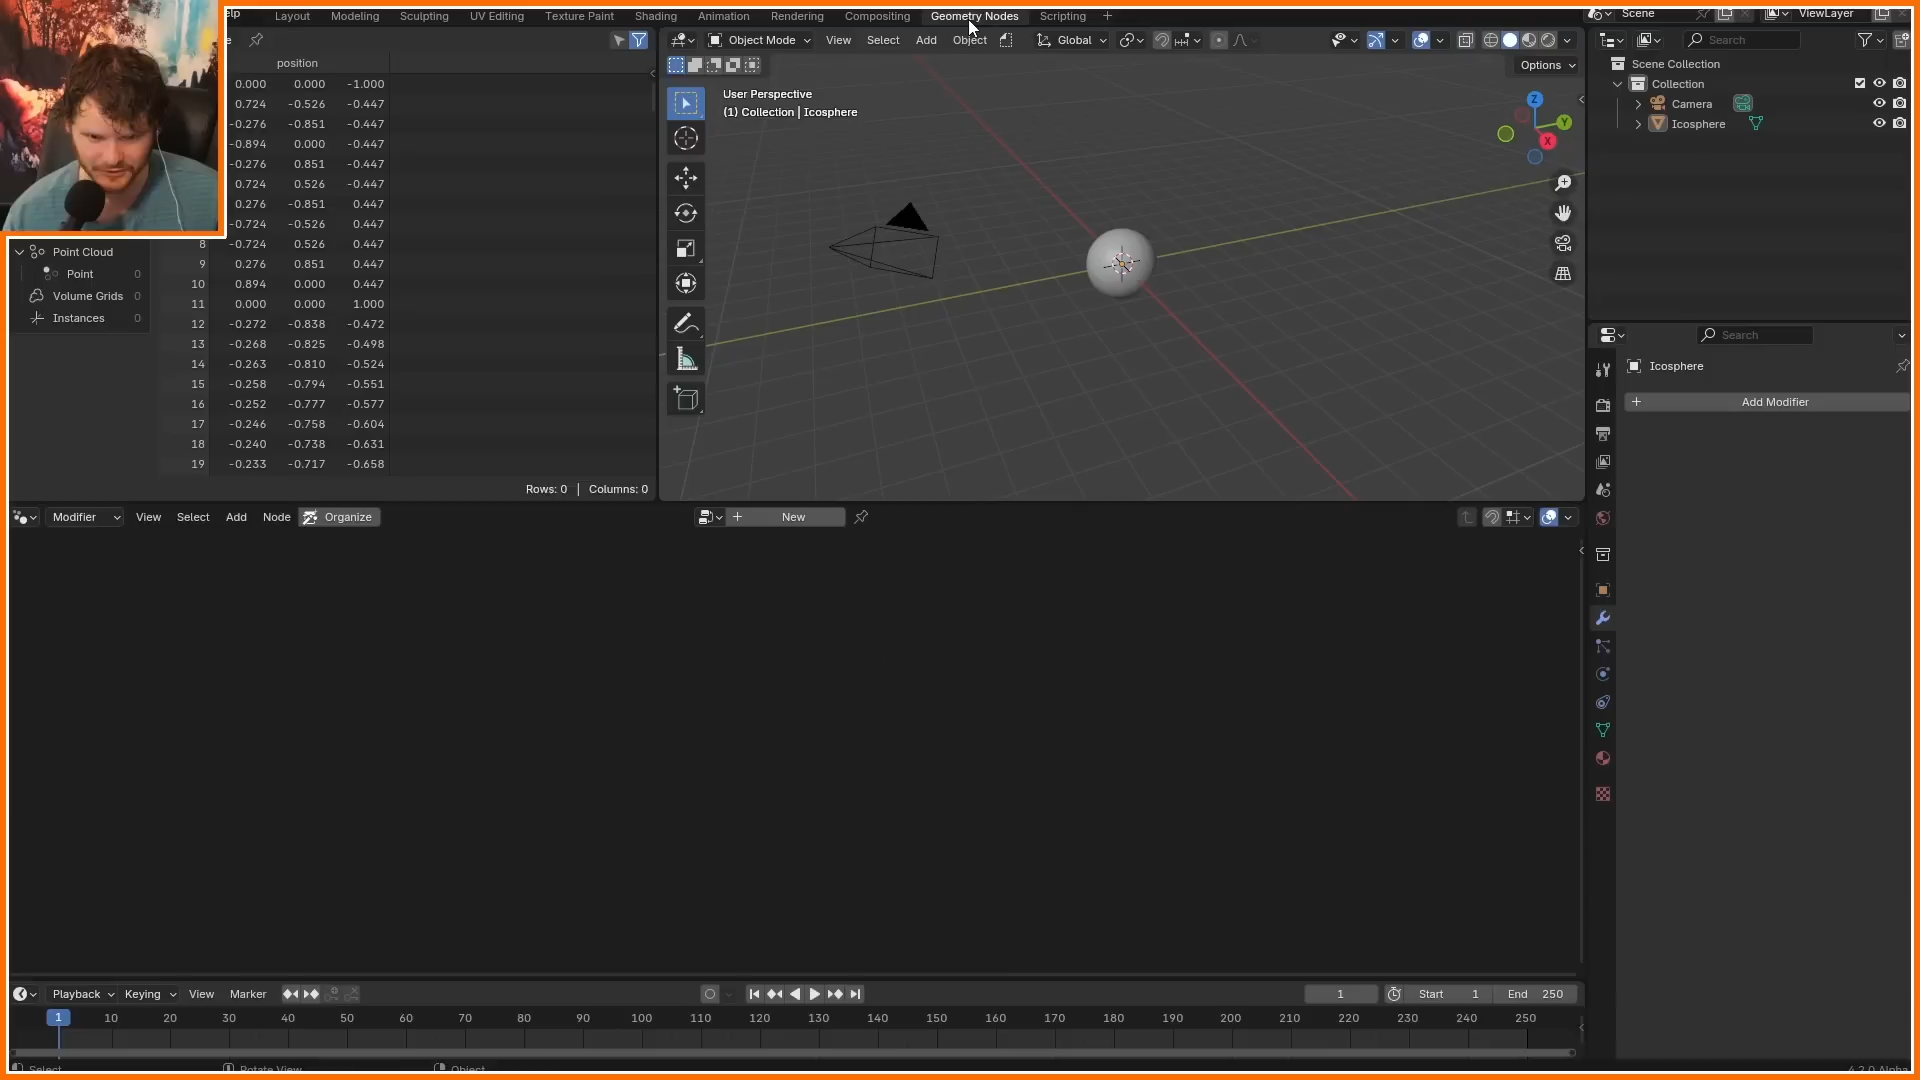 elp
Layout
Modeling
Sculpting
UV Editing
Texture Paint
Shading
Animation
Rendering
Compositing
Geometry Nodes
Scripting
Scene
ViewLayer
e
Object Mode
View
Select
Add
Object
Global
Options
Search
User Perspective
(1) Collection | Icosphere
Z
Y
X
Scene Collection
Collection
Camera
Icosphere
position
0.000 0.000 -1.000
0.724 -0.526 -0.447
-0.276 -0.851 -0.447
-0.894 0.000 -0.447
-0.276 0.851 -0.447
0.724 0.526 -0.447
0.276 -0.851 0.447
-0.724 -0.526 0.447
8 -0.724 0.526 0.447
9 0.276 0.851 0.447
10 0.894 0.000 0.447
11 0.000 0.000 1.000
12 -0.272 -0.838 -0.472
13 -0.268 -0.825 -0.498
14 -0.263 -0.810 -0.524
15 -0.258 -0.794 -0.551
16 -0.252 -0.777 -0.577
17 -0.246 -0.758 -0.604
18 -0.240 -0.738 -0.631
19 -0.233 -0.717 -0.658
Point Cloud
Point 0
Volume Grids 0
Instances 0
Rows: 0 | Columns: 0
Search
Icosphere
Add Modifier
Modifier
View
Select
Add
Node
Organize
New
Playback
Keying
View
Marker
1
Start 1
End 250
1 10 20 30 40 50 60 70 80 90 100 110 120 130 140 150 160 170 180 190 200 210 220 230 240 250
Select
Rotate View
Object
4.2.0 Alpha